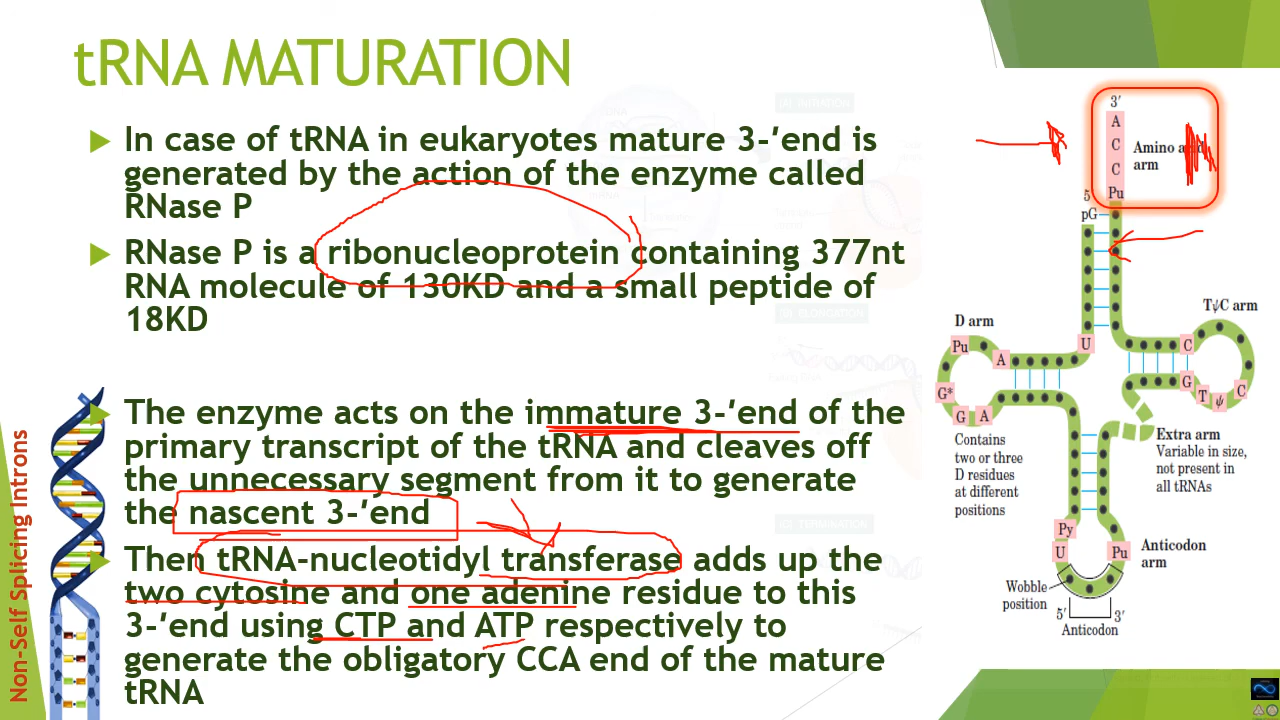 tRNA MATURATION
In case of tRNA in eukaryotes mature 3-′end is
generated by the action of the enzyme called
RNase P
RNase P is a ribonucleoprotein containing 377nt
RNA molecule of 130KD and a small peptide of
18KD
The enzyme acts on the immature 3-′end of the
primary transcript of the tRNA and cleaves off
the unnecessary segment from it to generate
the nascent 3-′end
Then tRNA-nucleotidyl transferase adds up the
two cytosine and one adenine residue to this
3-′end using CTP and ATP respectively to
generate the obligatory CCA end of the mature
tRNA
Non-Self Splicing Introns
3′
A
C
C
Pu
Amino acid
arm
5
pG
U
D arm
Pu
A
G*
G
A
Contains
two or three
D residues
at different
positions
TψC arm
C
G
T
ψ
C
Extra arm
Variable in size,
not present in
all tRNAs
Py
U
Pu
Anticodon
arm
Wobble
position
5′
3′
Anticodon
(a) INITIATION
(b) ELONGATION
(c) TERMINATION